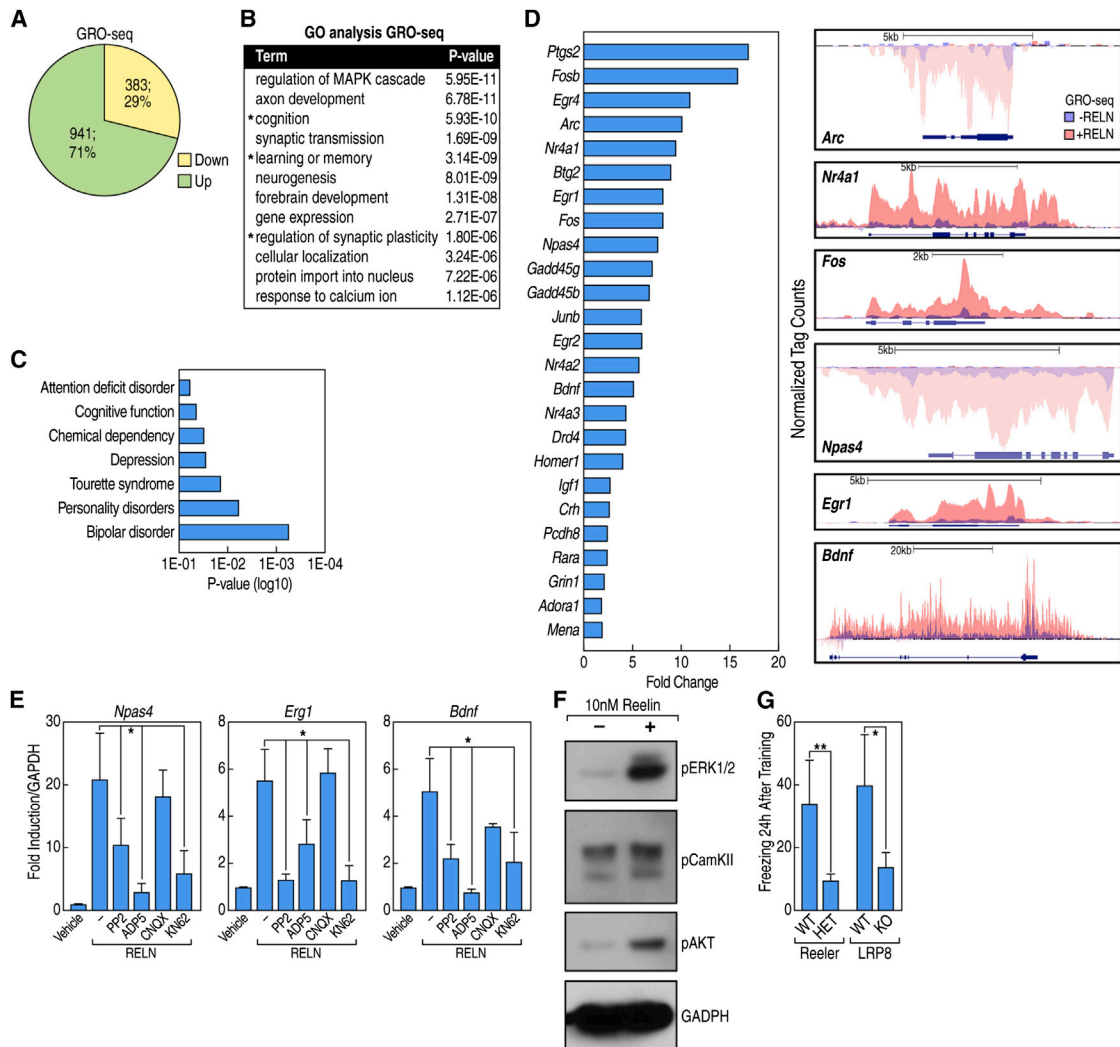 A
GRO-seq
383;
29%
941;
71%
Down
Up
B
GO analysis GRO-seq
Term P-value
regulation of MAPK cascade 5.95E-11
axon development 6.78E-11
*cognition 5.93E-10
synaptic transmission 1.69E-09
*learning or memory 3.14E-09
neurogenesis 8.01E-09
forebrain development 1.31E-08
gene expression 2.71E-07
*regulation of synaptic plasticity 1.80E-06
cellular localization 3.24E-06
protein import into nucleus 7.22E-06
response to calcium ion 1.12E-06
C
Attention deficit disorder
Cognitive function
Chemical dependency
Depression
Tourette syndrome
Personality disorders
Bipolar disorder
1E-01 1E-02 1E-03 1E-04
P-value (log10)
D
Ptgs2
Fosb
Egr4
Arc
Nr4a1
Btg2
Egr1
Fos
Npas4
Gadd45g
Gadd45b
Junb
Egr2
Nr4a2
Bdnf
Nr4a3
Drd4
Homer1
Igf1
Crh
Pcdh8
Rara
Grin1
Adora1
Mena
0 5 10 15 20
Fold Change
Normalized Tag Counts
5kb
GRO-seq
-RELN
+RELN
Arc
Nr4a1
5kb
Fos
2kb
5kb
Npas4
5kb
Egr1
20kb
Bdnf
E
Fold Induction/GAPDH
Npas4
30
20
10
0
*
Vehicle
–
PP2
ADP5
CNQX
KN62
RELN
Erg1
8
6
4
2
0
*
Vehicle
–
PP2
ADP5
CNQX
KN62
RELN
Bdnf
8
6
4
2
0
*
Vehicle
–
PP2
ADP5
CNQX
KN62
RELN
F
10nM Reelin
– +
pERK1/2
pCamKII
pAKT
GADPH
G
Freezing 24h After Training
60
40
20
0
**
*
WT
HET
WT
KO
Reeler LRP8